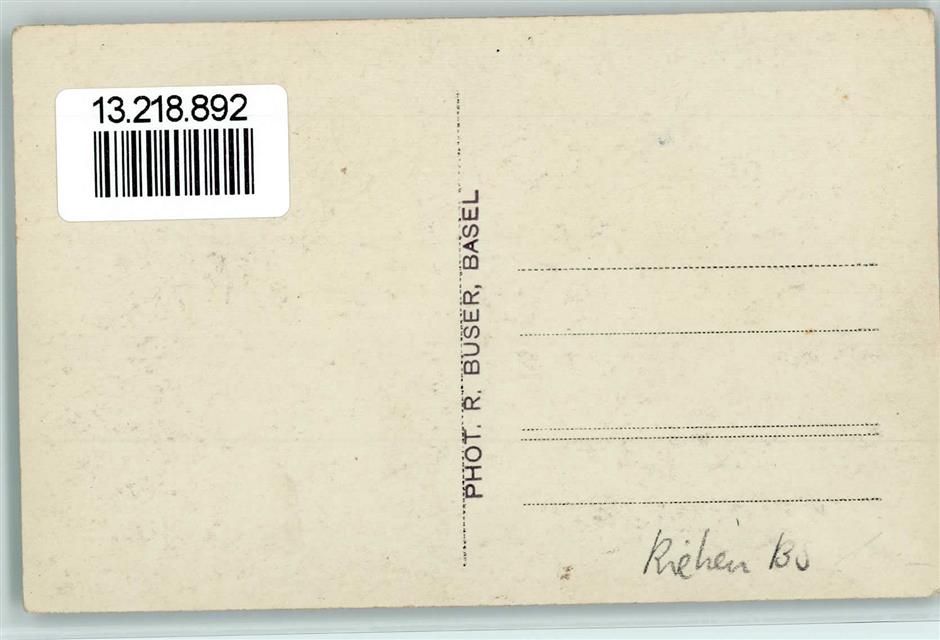 13.218.892
PHOT. R. BUSER, BASEL
Riehen BS